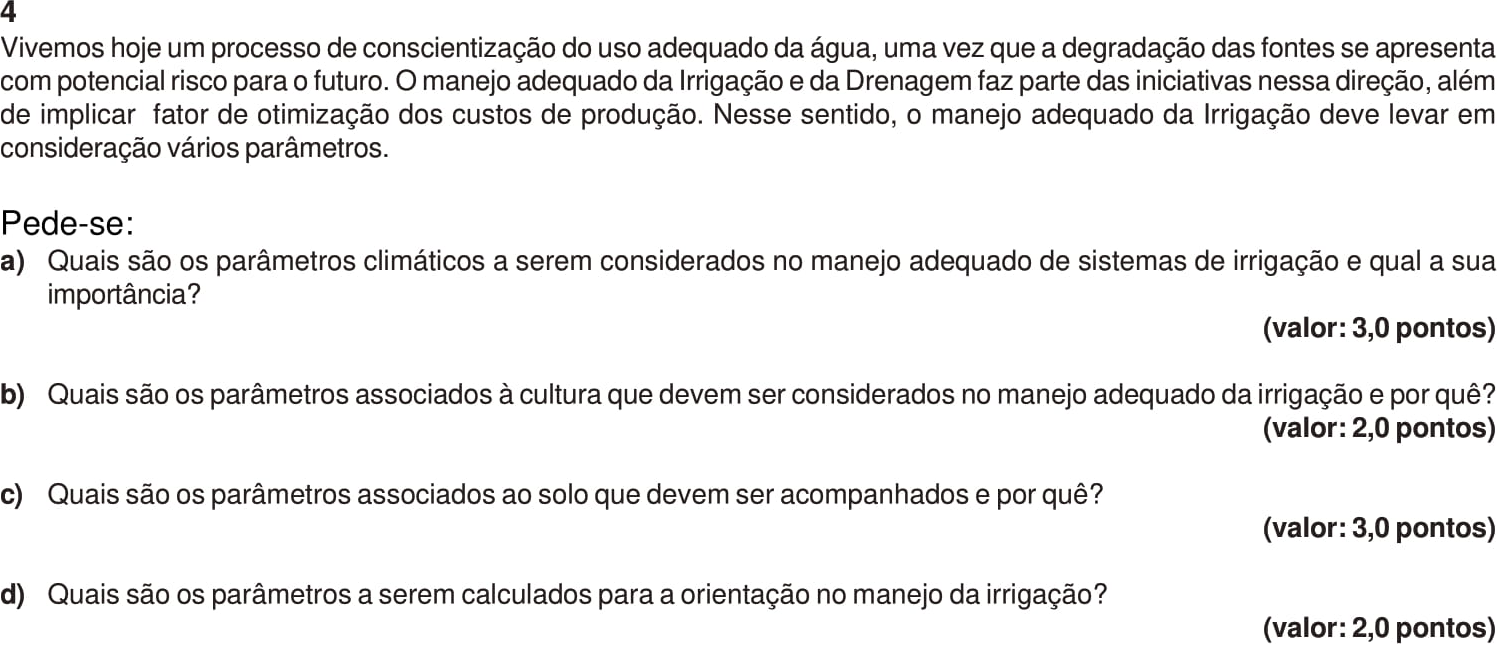 4
Vivemos hoje um processo de conscientização do uso adequado da água, uma vez que a degradação das fontes se apresenta
com potencial risco para o futuro. O manejo adequado da Irrigação e da Drenagem faz parte das iniciativas nessa direção, além
de implicar fator de otimização dos custos de produção. Nesse sentido, o manejo adequado da Irrigação deve levar em
consideração vários parâmetros.
Pede-se:
a) Quais são os parâmetros climáticos a serem considerados no manejo adequado de sistemas de irrigação e qual a sua
importância?
(valor: 3,0 pontos)
b) Quais são os parâmetros associados à cultura que devem ser considerados no manejo adequado da irrigação e por quê?
(valor: 2,0 pontos)
c) Quais são os parâmetros associados ao solo que devem ser acompanhados e por quê?
(valor: 3,0 pontos)
d) Quais são os parâmetros a serem calculados para a orientação no manejo da irrigação?
(valor: 2,0 pontos)